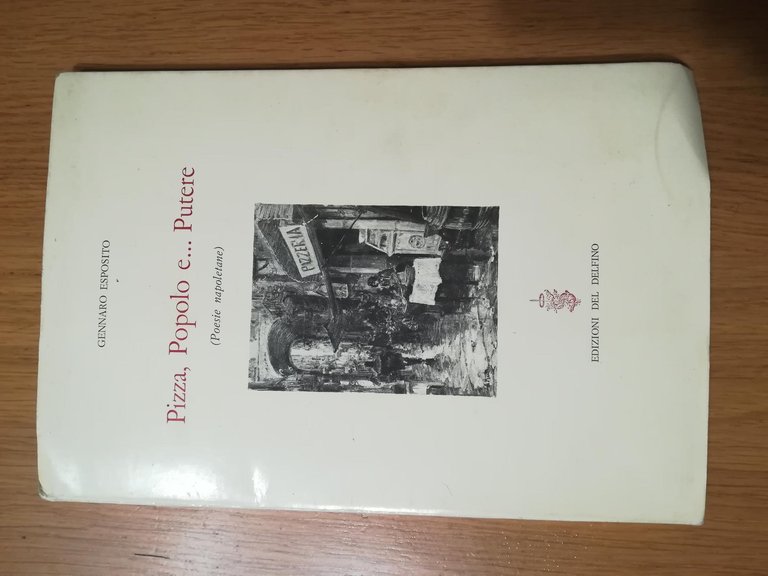 GENNARO ESPOSITO
Pizza, Popolo e... Putere
(Poesie napoletane)
PIZZERIA
EDIZIONI DEL DELFINO